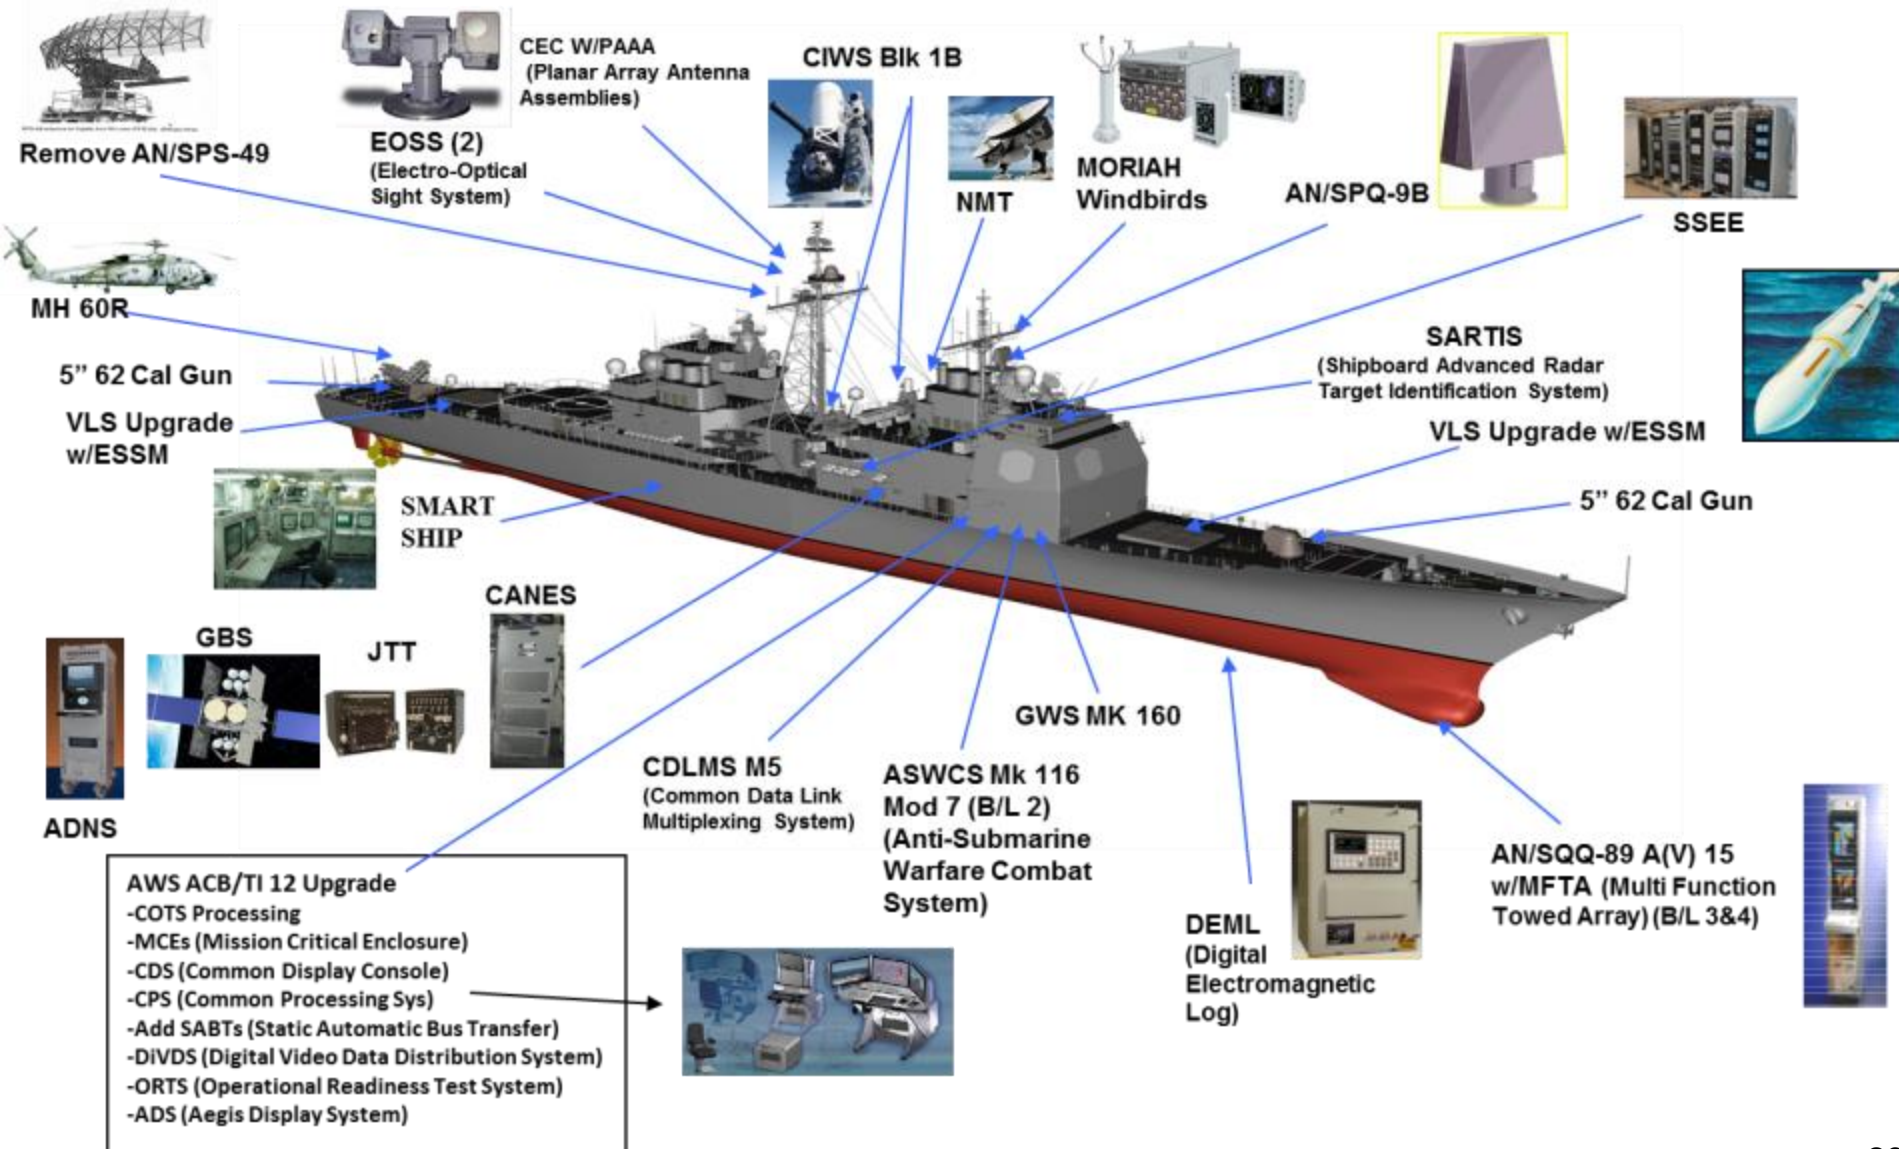 CEC W/PAAA
(Planar Array Antenna
Assemblies)
CIWS Blk 1B
Remove AN/SPS-49
EOSS (2)
(Electro-Optical
Sight System)
NMT
MORIAH
Windbirds
AN/SPQ-9B
SSEE
MH 60R
5” 62 Cal Gun
VLS Upgrade
w/ESSM
SARTIS
(Shipboard Advanced Radar
Target Identification System)
VLS Upgrade w/ESSM
5” 62 Cal Gun
SMART
SHIP
CANES
GBS
JTT
ADNS
GWS MK 160
CDLMS M5
(Common Data Link
Multiplexing System)
ASWCS Mk 116
Mod 7 (B/L 2)
(Anti-Submarine
Warfare Combat
System)
DEML
(Digital
Electromagnetic
Log)
AN/SQQ-89 A(V) 15
w/MFTA (Multi Function
Towed Array) (B/L 3&4)
AWS ACB/TI 12 Upgrade
-COTS Processing
-MCEs (Mission Critical Enclosure)
-CDS (Common Display Console)
-CPS (Common Processing Sys)
-Add SABTs (Static Automatic Bus Transfer)
-DiVDS (Digital Video Data Distribution System)
-ORTS (Operational Readiness Test System)
-ADS (Aegis Display System)